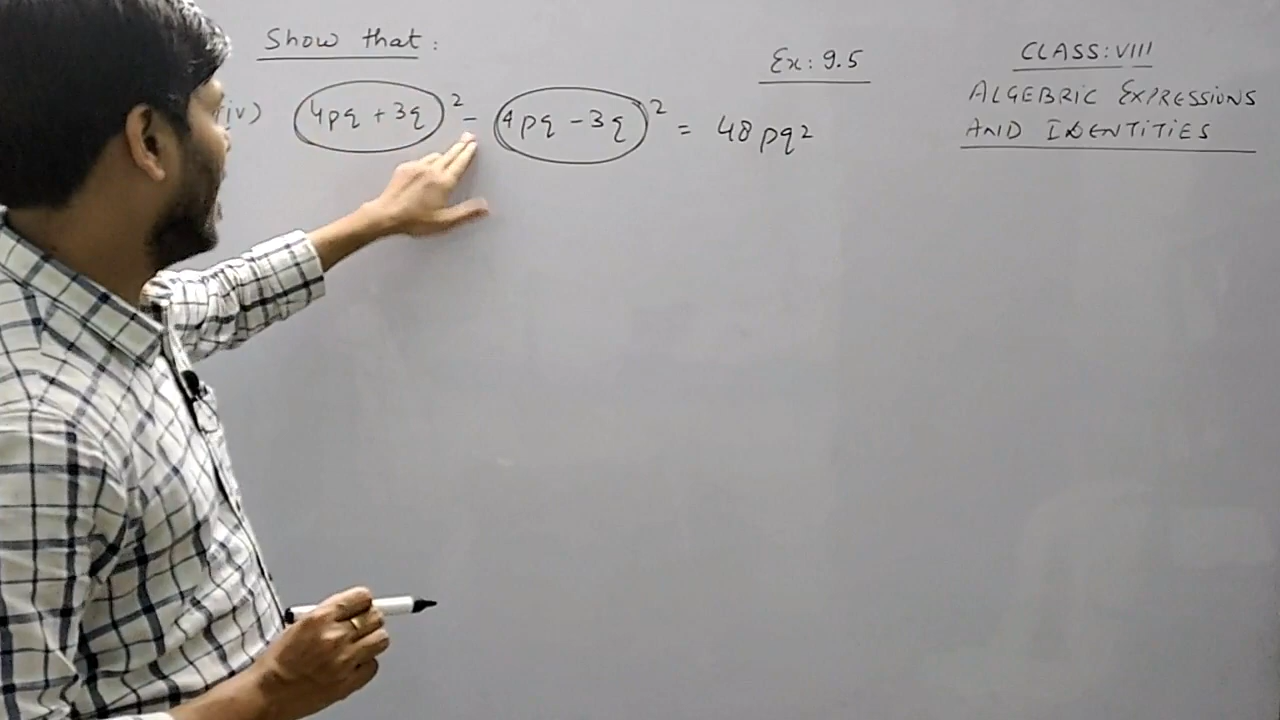 Show that:
iv) (4pq + 3q)² - (4pq - 3q)² = 48pq²
Ex: 9.5
CLASS: VIII
ALGEBRIC EXPRESSIONS
AND IDENTITIES